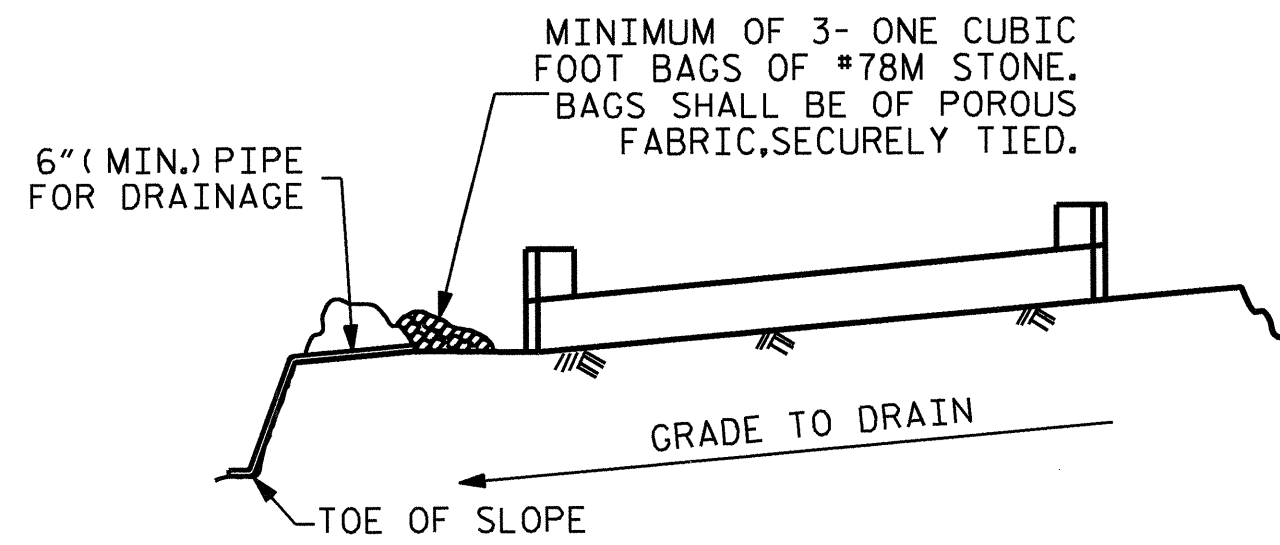 MINIMUM OF 3- ONE CUBIC
FOOT BAGS OF #78M STONE.
BAGS SHALL BE OF POROUS
FABRIC,SECURELY TIED.
6"(MIN.) PIPE
FOR DRAINAGE
GRADE TO DRAIN
TOE OF SLOPE